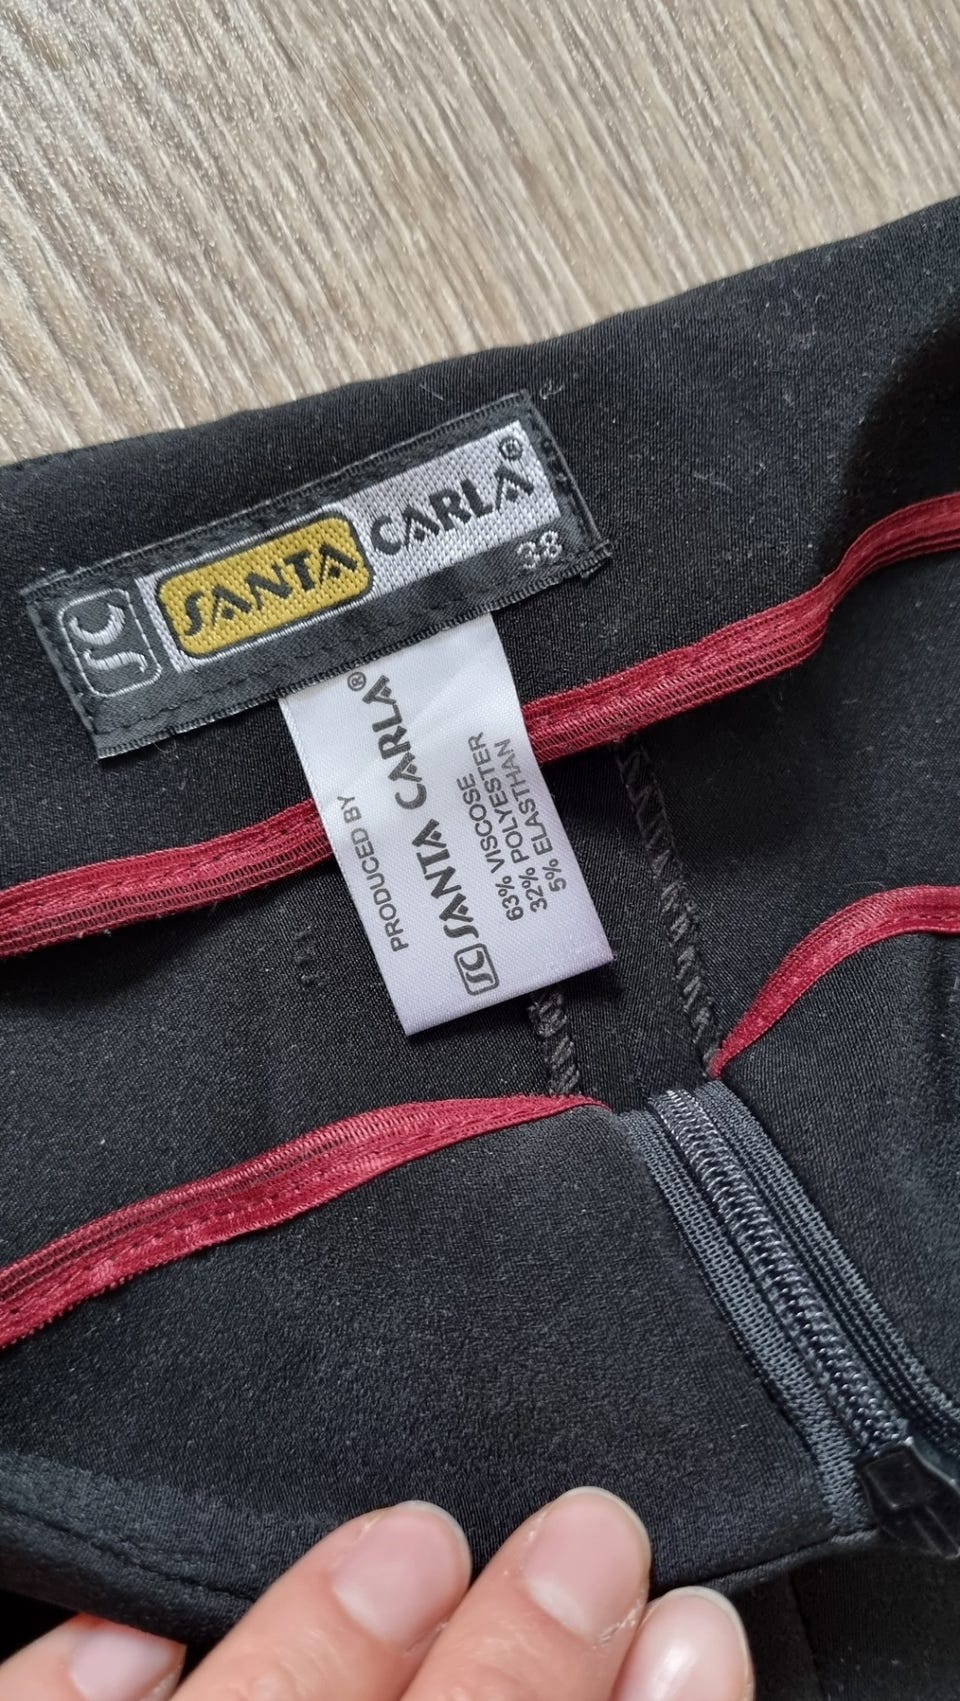 SC SANTA CARLA®
38
PRODUCED BY
SC SANTA CARLA®
63% VISCOSE
32% POLYESTER
5% ELASTHAN